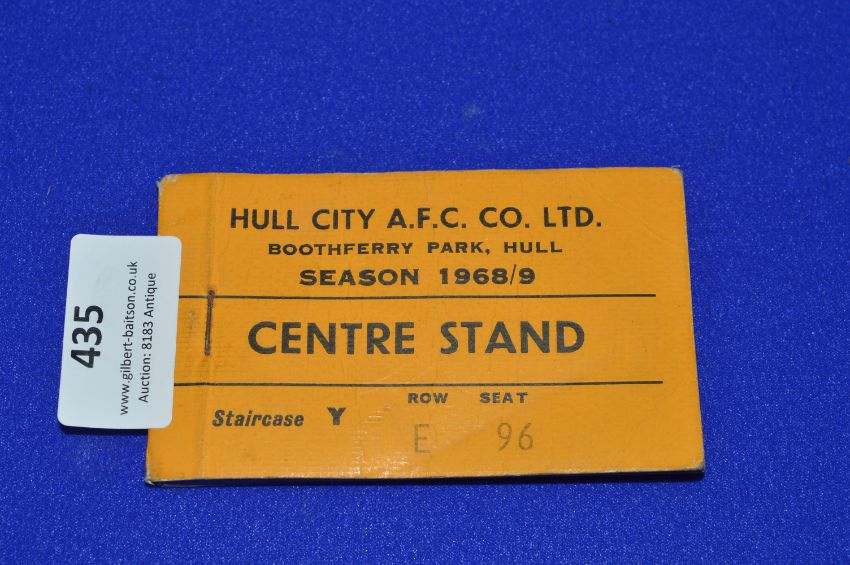 HULL CITY A.F.C. CO. LTD.
BOOTHFERRY PARK, HULL
SEASON 1968/9
CENTRE STAND
ROW SEAT
Staircase Y
E 96
435
www.gilbert-baitson.co.uk
Auction: 8183 Antique